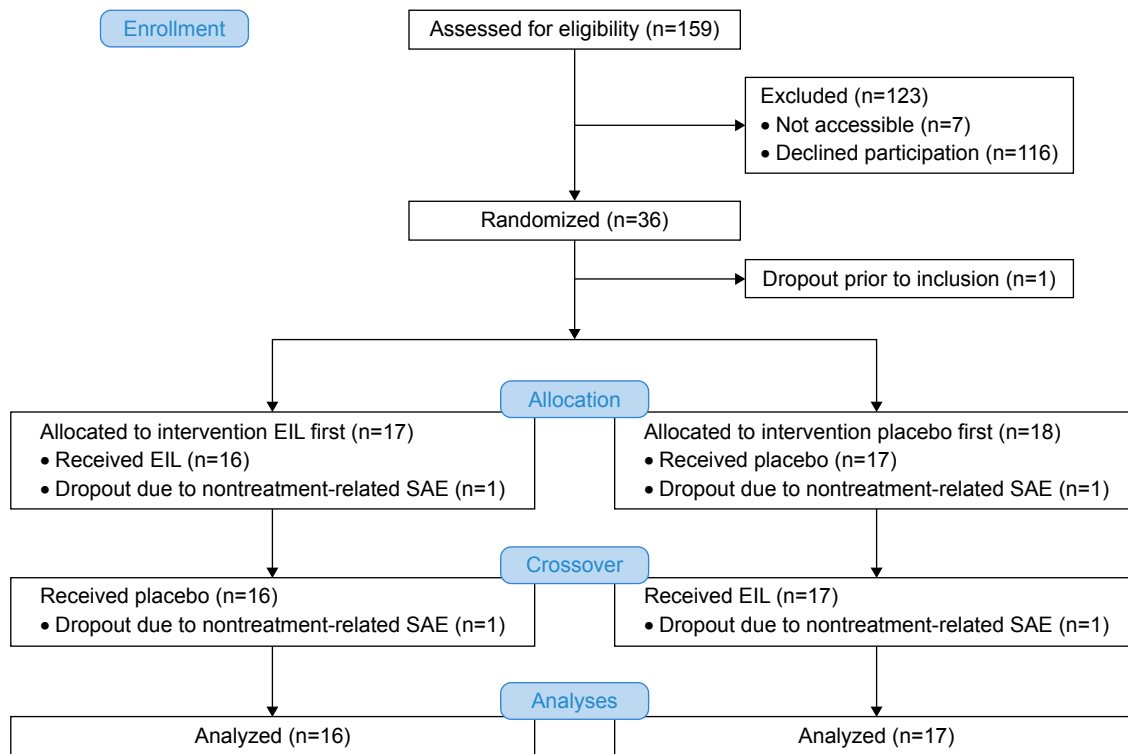 Enrollment
Assessed for eligibility (n=159)
Excluded (n=123)
• Not accessible (n=7)
• Declined participation (n=116)
Randomized (n=36)
Dropout prior to inclusion (n=1)
Allocation
Allocated to intervention EIL first (n=17)
• Received EIL (n=16)
• Dropout due to nontreatment-related SAE (n=1)
Allocated to intervention placebo first (n=18)
• Received placebo (n=17)
• Dropout due to nontreatment-related SAE (n=1)
Crossover
Received placebo (n=16)
• Dropout due to nontreatment-related SAE (n=1)
Received EIL (n=17)
• Dropout due to nontreatment-related SAE (n=1)
Analyses
Analyzed (n=16)
Analyzed (n=17)